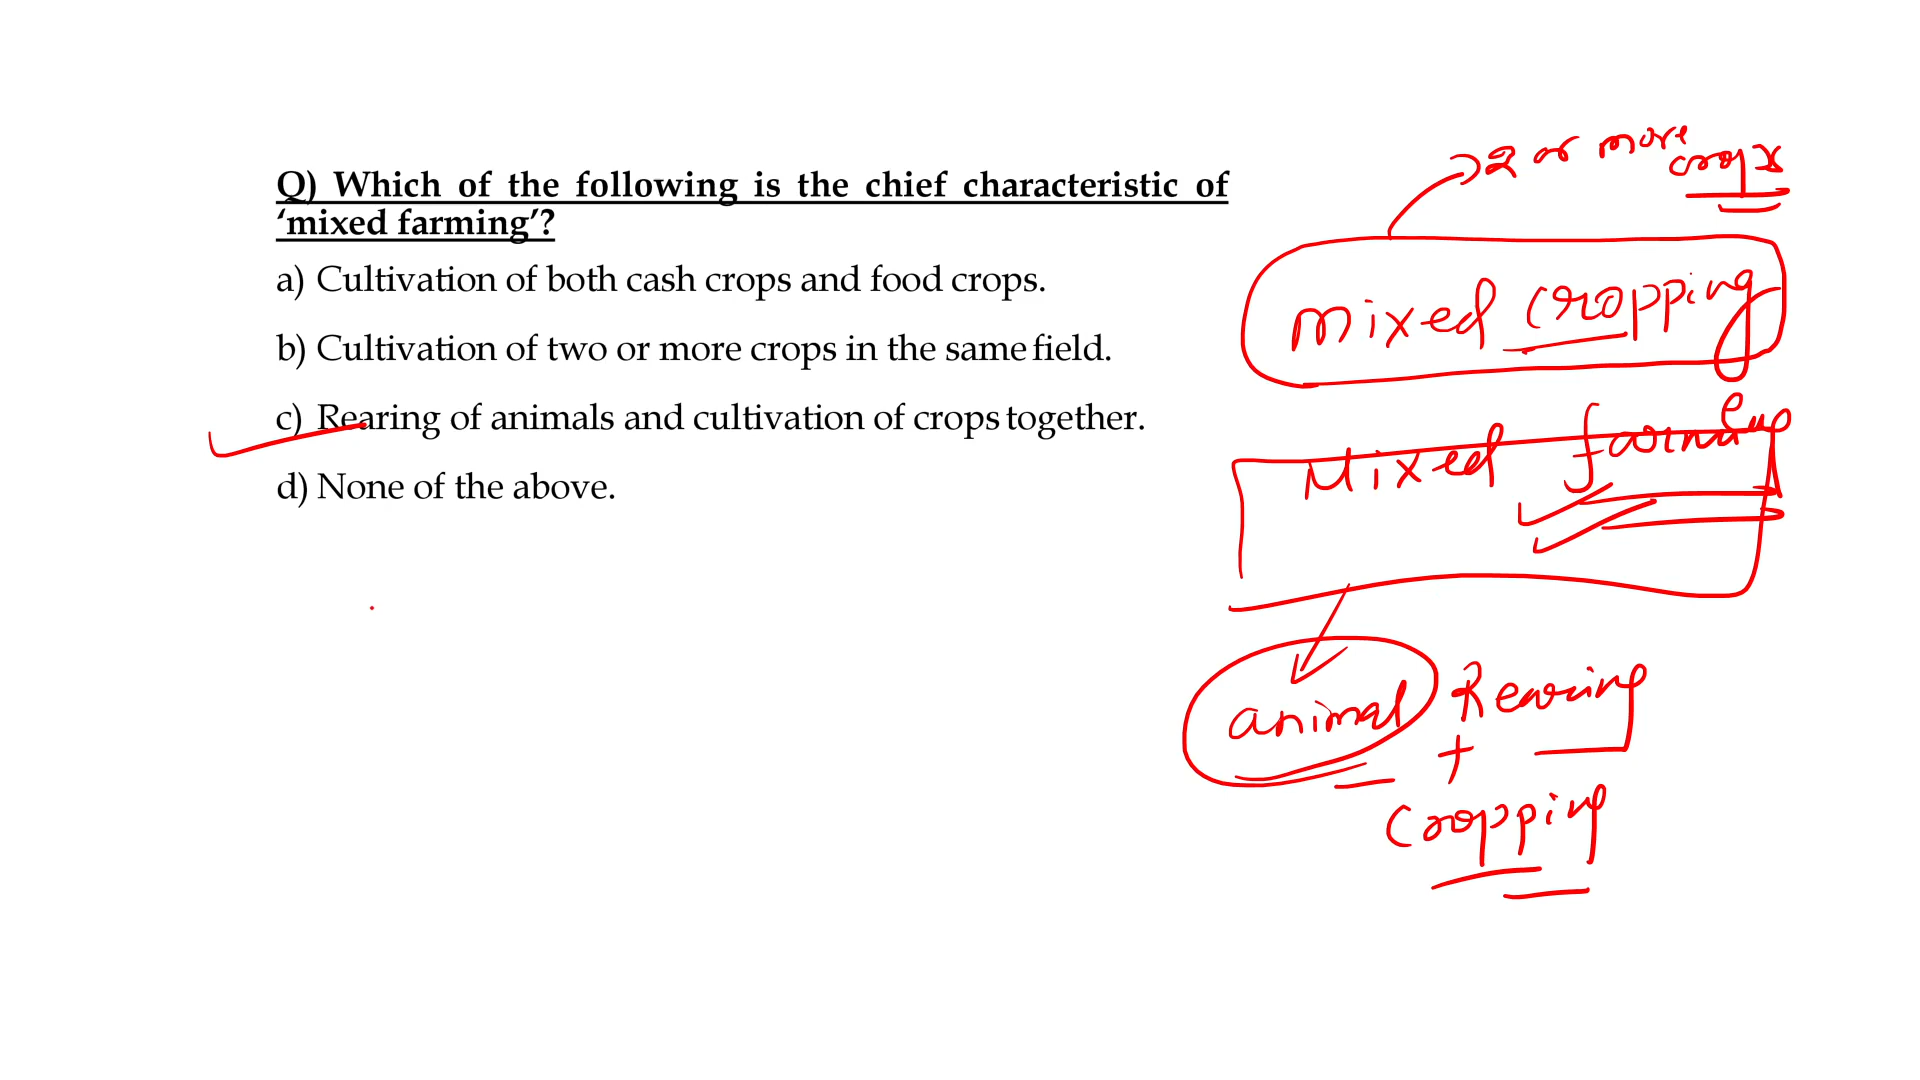 Q) Which of the following is the chief characteristic of
‘mixed farming’?
a) Cultivation of both cash crops and food crops.
b) Cultivation of two or more crops in the same field.
c) Rearing of animals and cultivation of crops together.
d) None of the above.
2 or more
crops
mixed cropping
Mixed farming
animal Rearing
+
Cropping